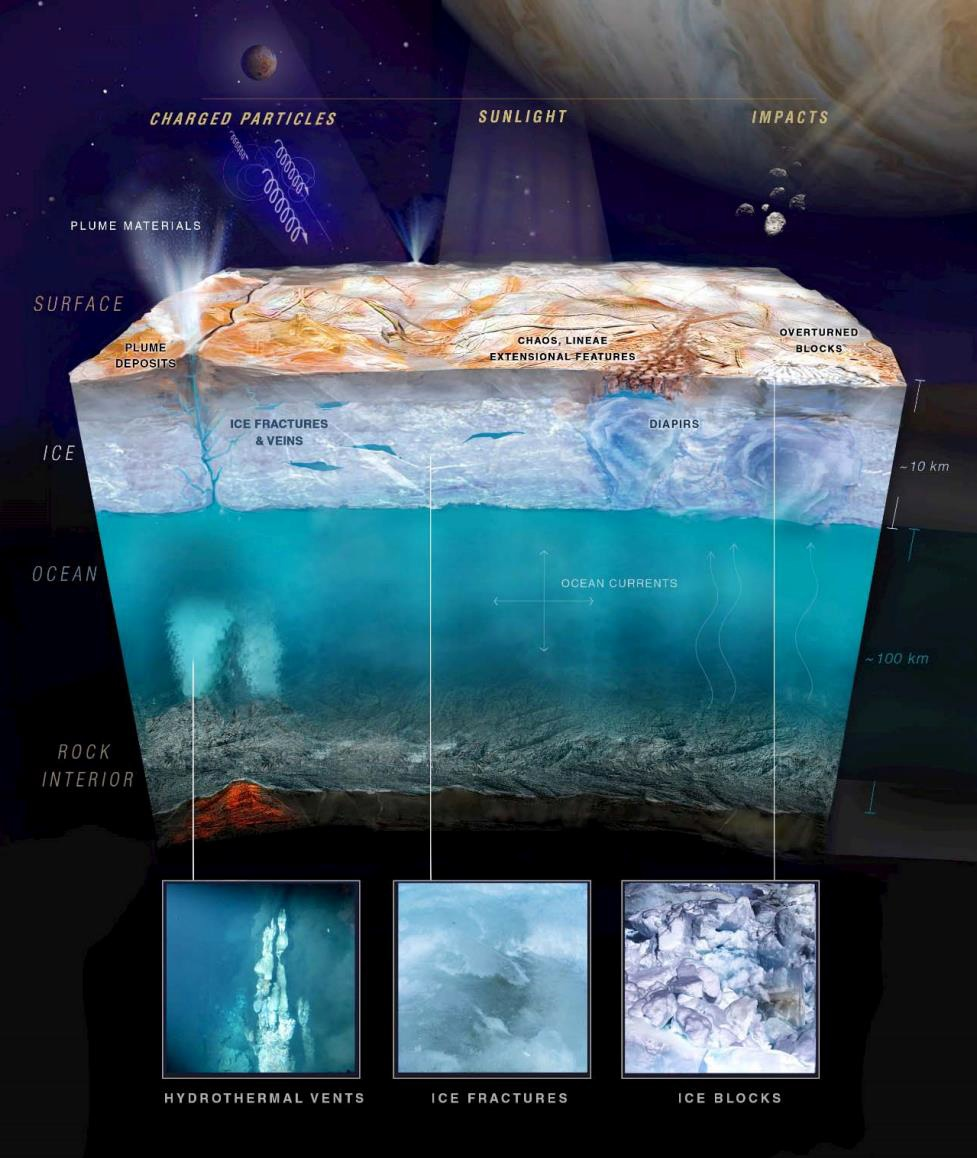 CHARGED PARTICLES
SUNLIGHT
IMPACTS
PLUME MATERIALS
SURFACE
PLUME
DEPOSITS
CHAOS, LINEAE
EXTENSIONAL FEATURES
OVERTURNED
BLOCKS
ICE FRACTURES
& VEINS
DIAPIRS
ICE
~10 km
OCEAN
OCEAN CURRENTS
~100 km
ROCK
INTERIOR
HYDROTHERMAL VENTS
ICE FRACTURES
ICE BLOCKS